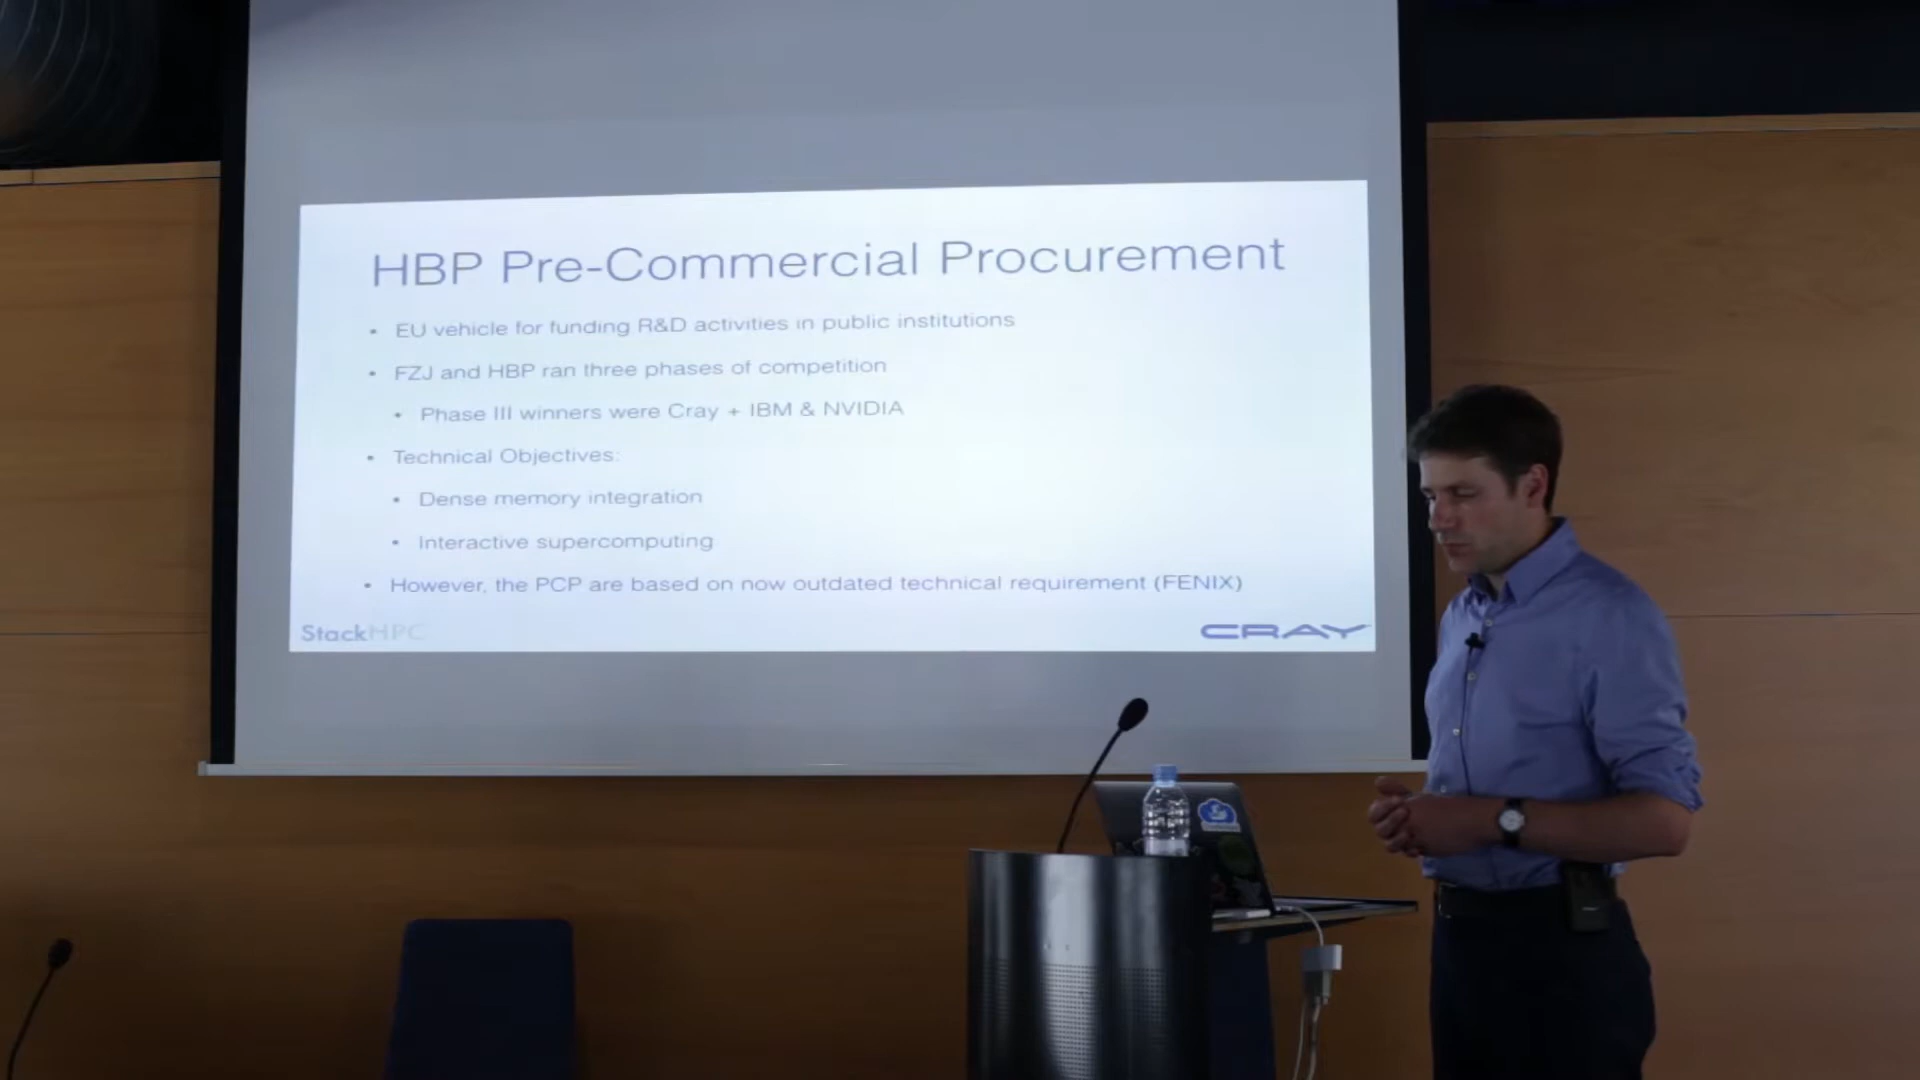 HBP Pre-Commercial Procurement
• EU vehicle for funding R&D activities in public institutions
• FZJ and HBP ran three phases of competition
• Phase III winners were Cray + IBM & NVIDIA
• Technical Objectives:
• Dense memory integration
• Interactive supercomputing
• However, the PCP are based on now outdated technical requirement (FENIX)
StackHPC
CRAY